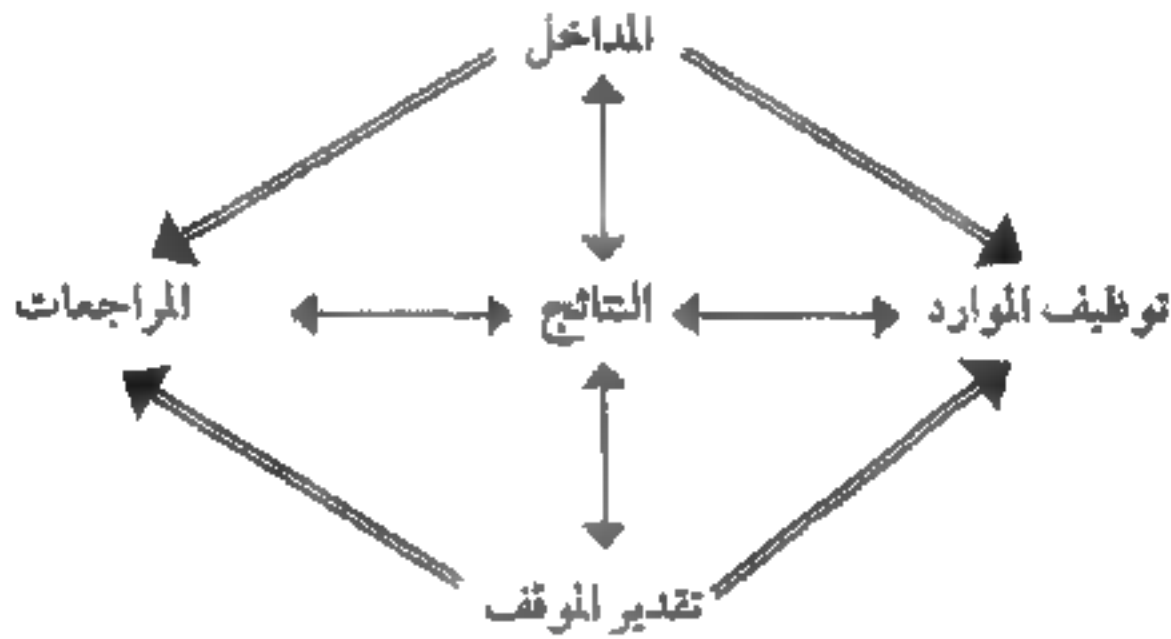 المداخل
توظيف الموارد
النتائج
المراجعات
تقدير الموقف